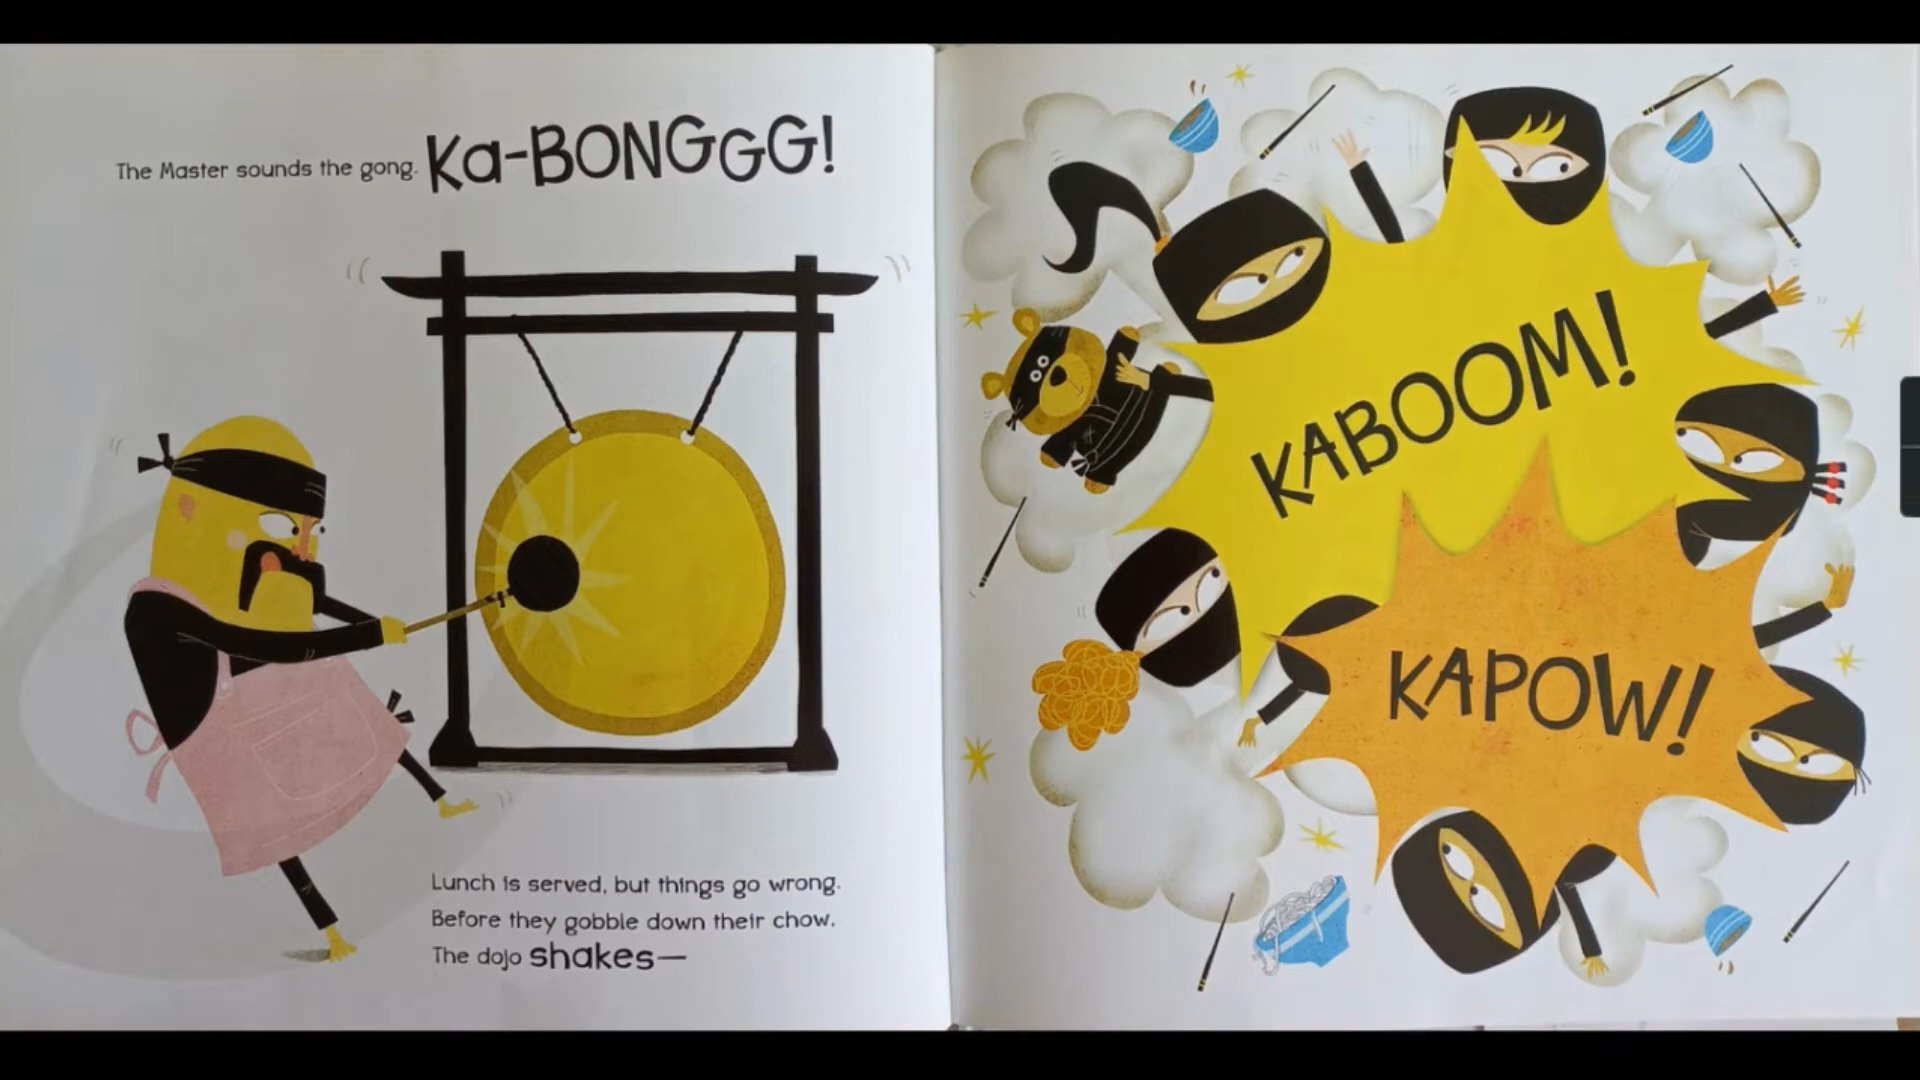 The Master sounds the gong. Ka-BONGGG!
Lunch is served, but things go wrong.
Before they gobble down their chow.
The dojo shakes—
KABOOM!
KAPOW!